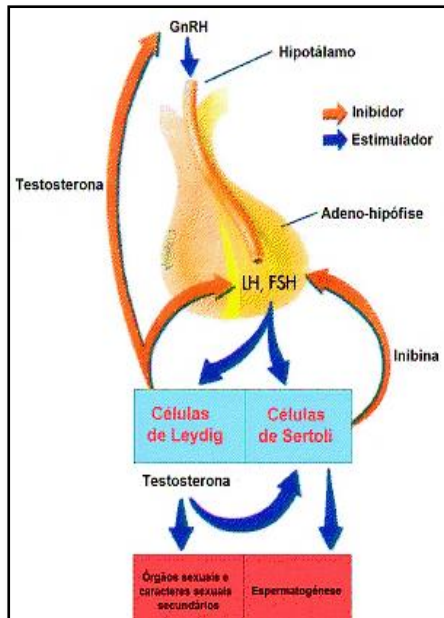 GnRH
Hipotálamo
Inibidor
Estimulador
Testosterona
Adeno-hipófise
LH, FSH
Inibina
Células
de Leydig
Células
de Sertoli
Testosterona
Órgãos sexuais e
caracteres sexuais
secundários
Espermatogénese